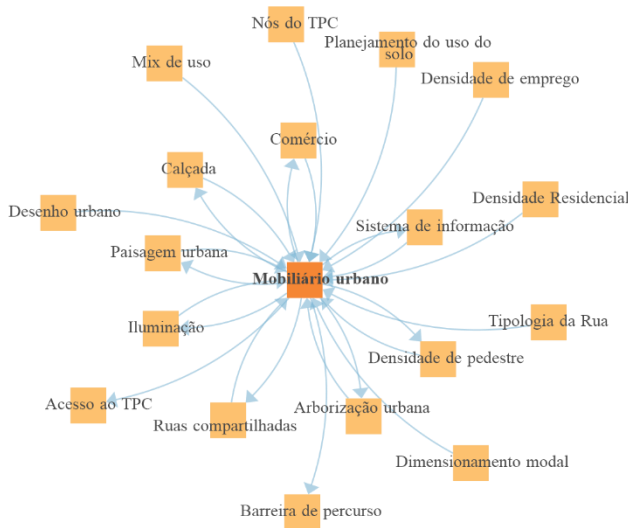 Nós do TPC
Planejamento do uso do
solo
Mix de uso
Densidade de emprego
Comércio
Calçada
Densidade Residencial
Desenho urbano
Sistema de informação
Paisagem urbana
Mobiliário urbano
Iluminação
Tipologia da Rua
Densidade de pedestre
Acesso ao TPC
Arborização urbana
Ruas compartilhadas
Dimensionamento modal
Barreira de percurso